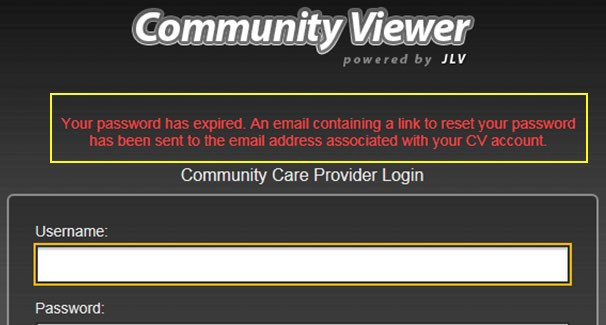 Community Viewer
powered by JLV
Your password has expired. An email containing a link to reset your password
has been sent to the email address associated with your CV account.
Community Care Provider Login
Username:
Password: